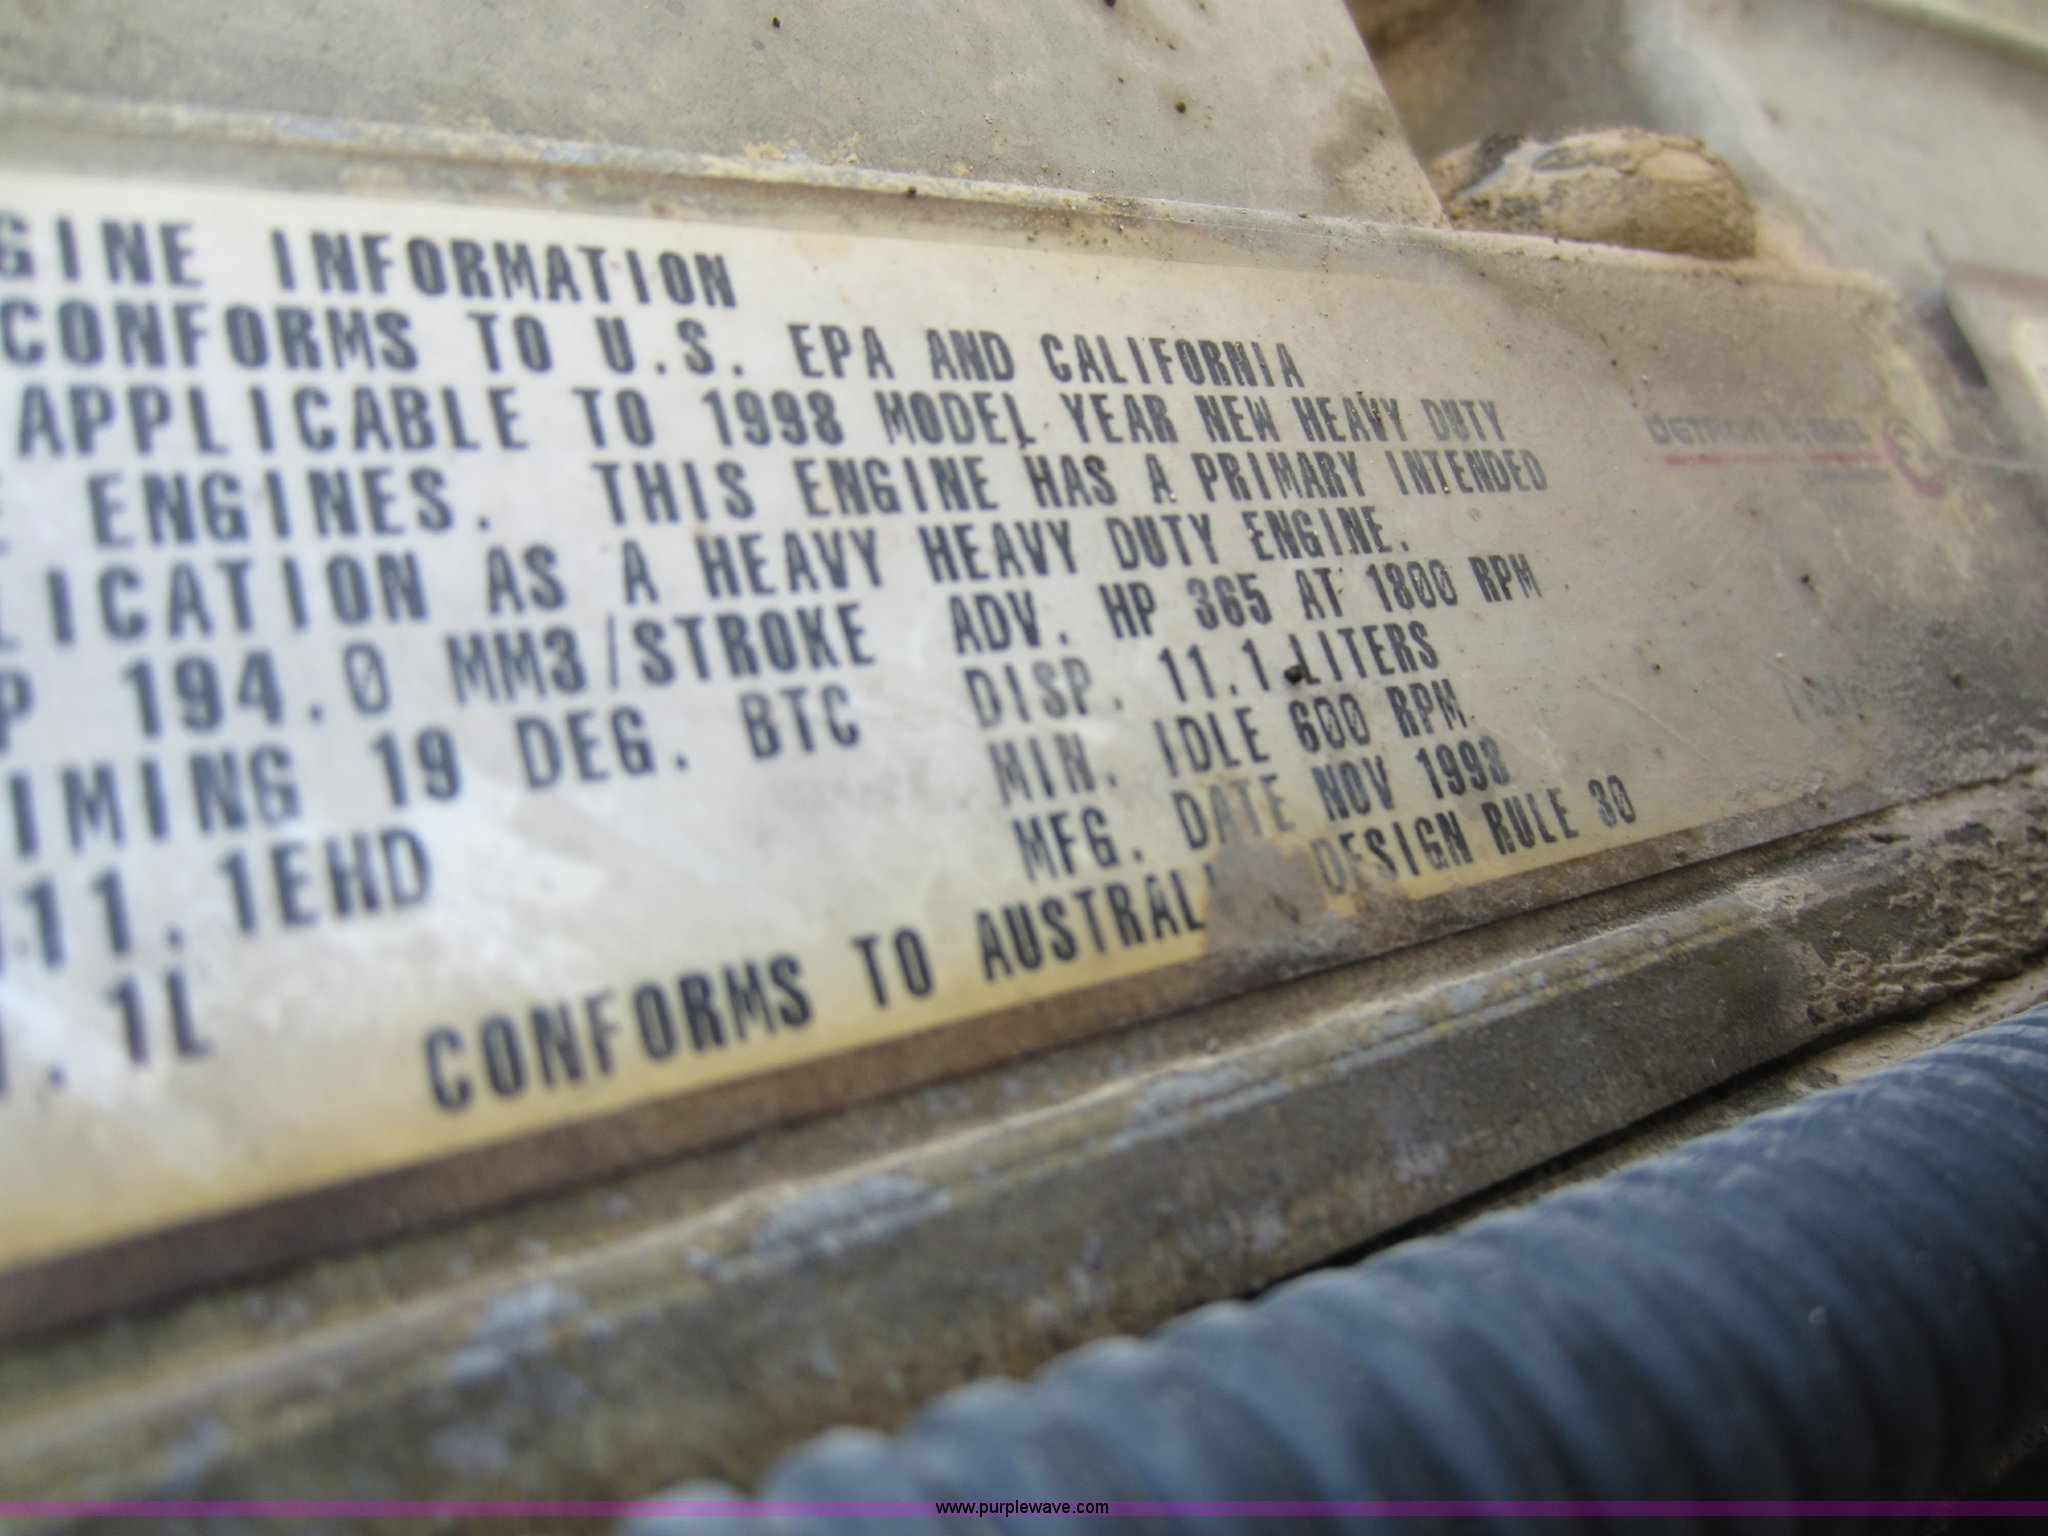 GINE INFORMATION
CONFORMS TO U.S. EPA AND CALIFORNIA
APPLICABLE TO 1998 MODEL YEAR NEW HEAVY DUTY
E ENGINES. THIS ENGINE HAS A PRIMARY INTENDED
LICATION AS A HEAVY HEAVY DUTY ENGINE.
P 194.0 MM3/STROKE ADV. HP 365 AT 1800 RPM
IMING 19 DEG. BTC DISP. 11.1 LITERS
11.1EHD MIN. IDLE 600 RPM
.1L MFG. DATE NOV 1998
CONFORMS TO AUSTRAL DESIGN RULE 30
DETROIT DIESEL
www.purplewave.com